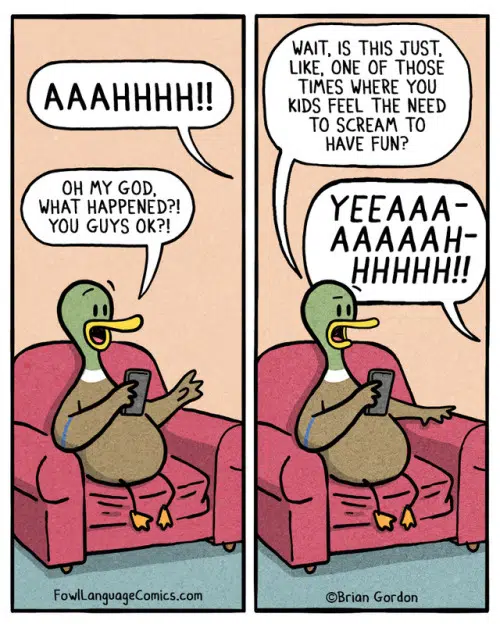 AAAHHHH!!
OH MY GOD,
WHAT HAPPENED?!
YOU GUYS OK?!
FowlLanguageComics.com
WAIT, IS THIS JUST,
LIKE, ONE OF THOSE
TIMES WHERE YOU
KIDS FEEL THE NEED
TO SCREAM TO
HAVE FUN?
YEEAAA-
AAAAAH-
HHHHH!!
©Brian Gordon